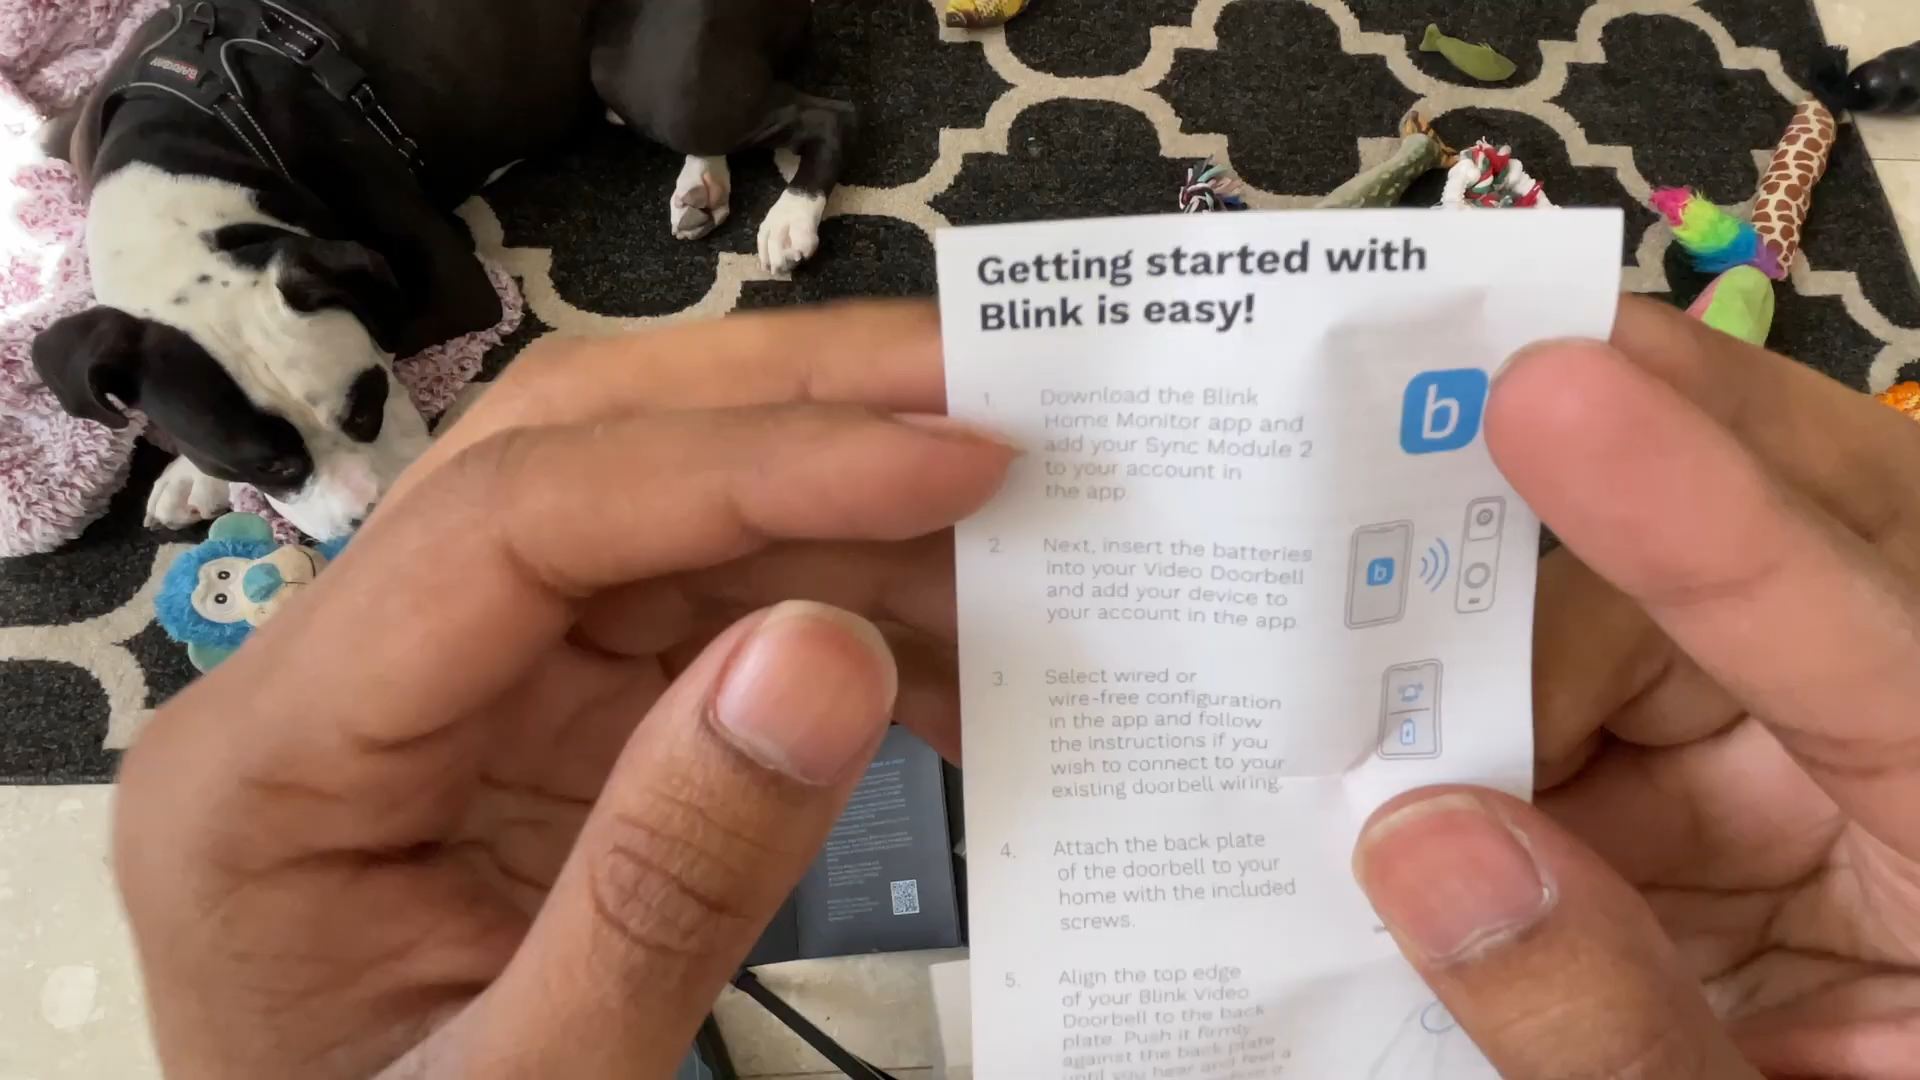 Getting started with
Blink is easy!
1. Download the Blink
Home Monitor app and
add your Sync Module 2
to your account in
the app.
b
2. Next, insert the batteries
into your Video Doorbell
and add your device to
your account in the app.
b
3. Select wired or
wire-free configuration
in the app and follow
the instructions if you
wish to connect to your
existing doorbell wiring.
4. Attach the back plate
of the doorbell to your
home with the included
screws.
5. Align the top edge
of your Blink Video
Doorbell to the back
plate. Push it firmly
against the back plate
until you hear and feel a